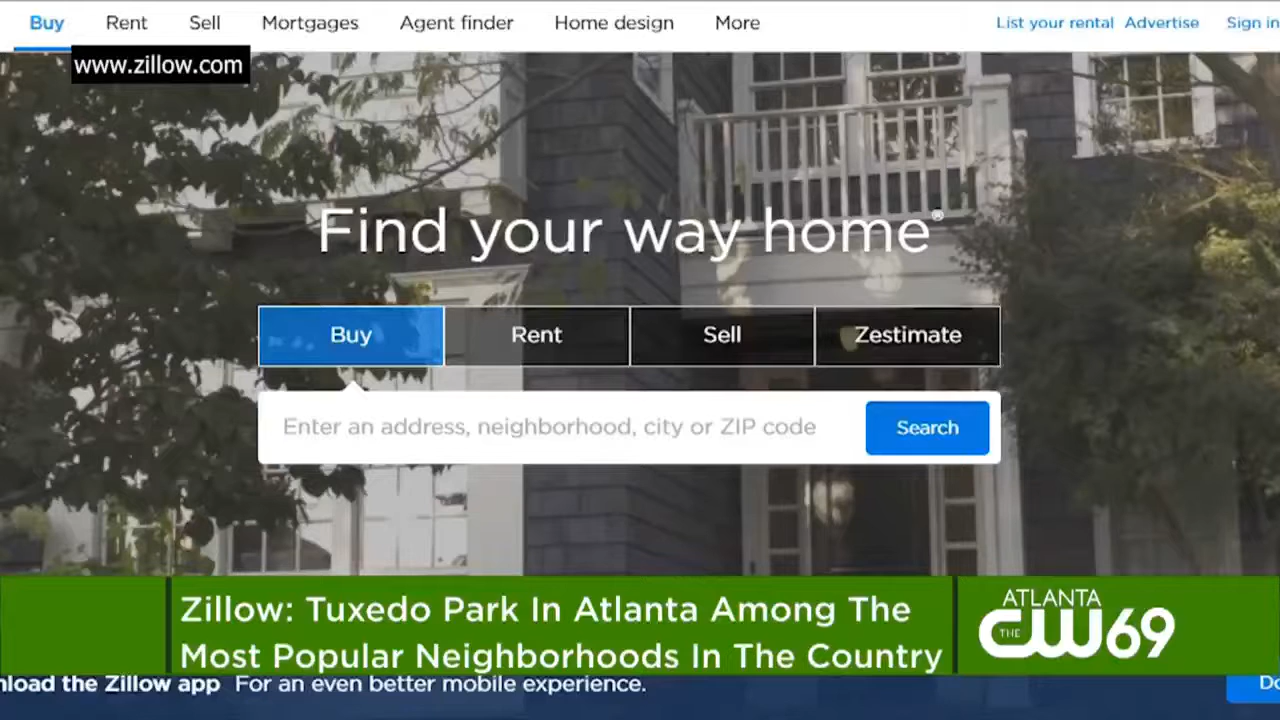 Buy Rent Sell Mortgages Agent finder Home design More List your rental Advertise Sign in
www.zillow.com
Find your way home®
Buy Rent Sell Zestimate
Enter an address, neighborhood, city or ZIP code Search
Zillow: Tuxedo Park In Atlanta Among The
Most Popular Neighborhoods In The Country
ATLANTA
THE CW69
nload the Zillow app For an even better mobile experience. Do